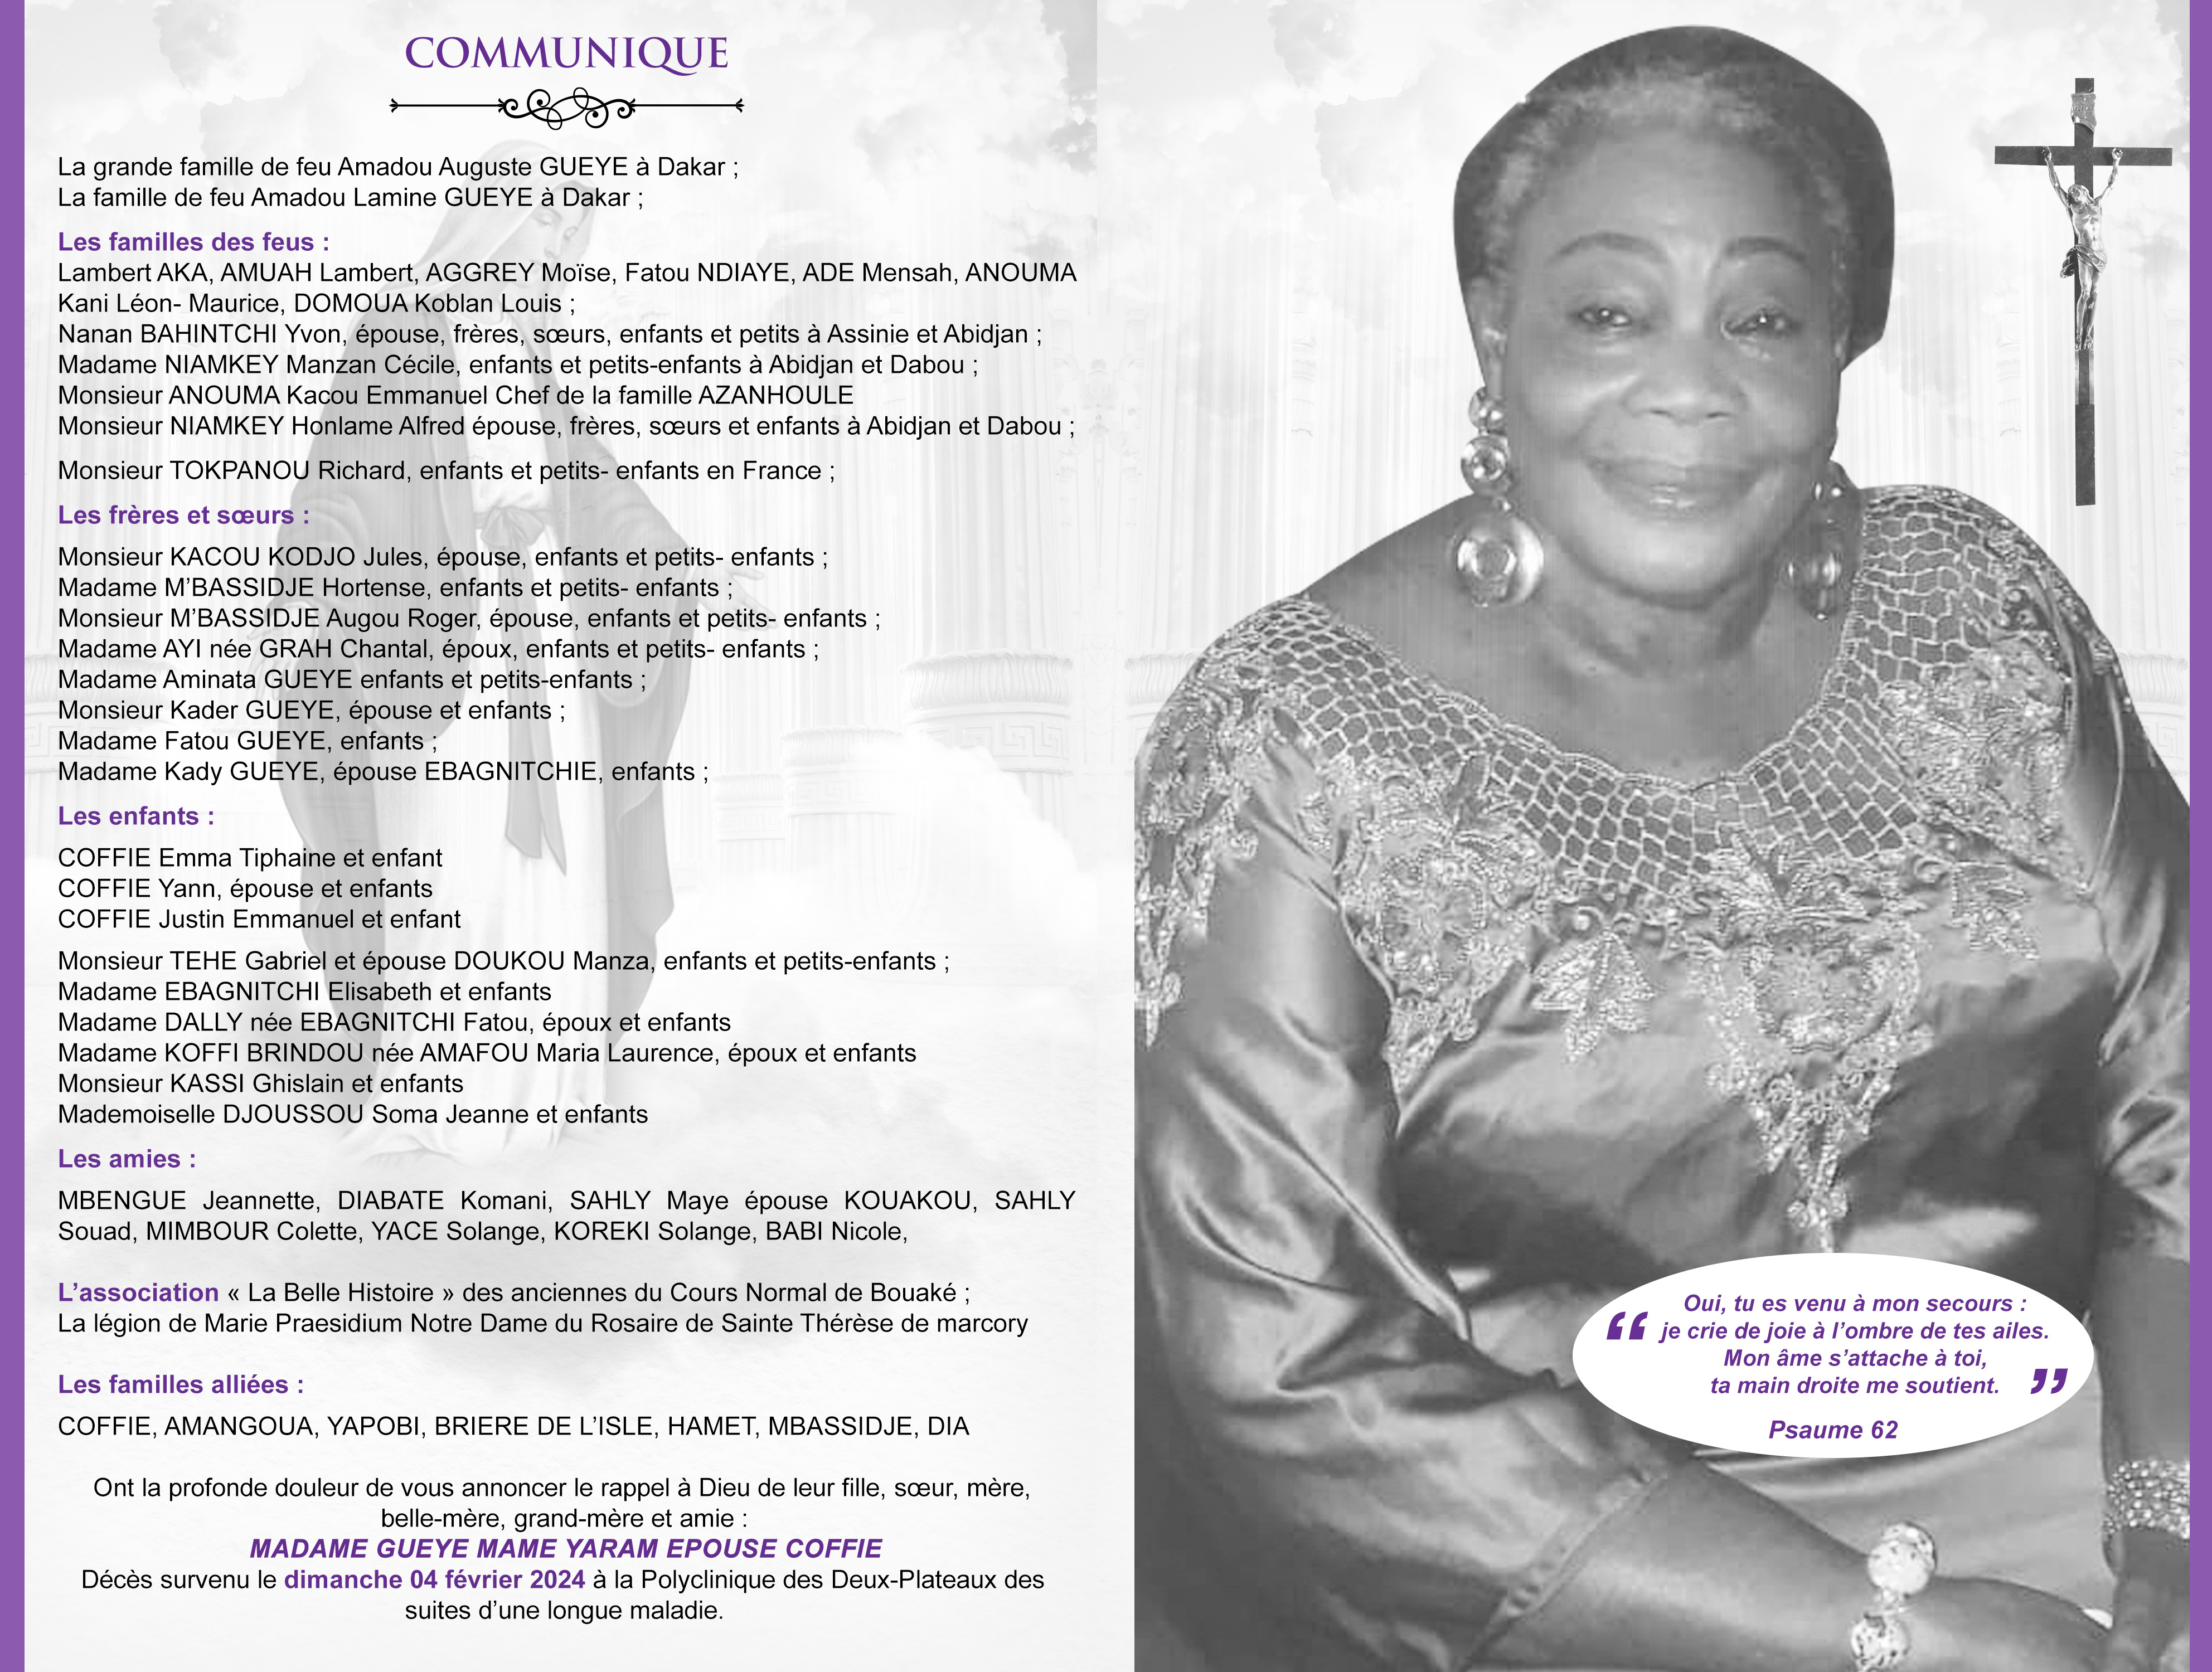 COMMUNIQUE
La grande famille de feu Amadou Auguste GUEYE à Dakar ;
La famille de feu Amadou Lamine GUEYE à Dakar ;
Les familles des feus :
Lambert AKA, AMUAH Lambert, AGGREY Moïse, Fatou NDIAYE, ADE Mensah, ANOUMA
Kani Léon- Maurice, DOMOUA Koblan Louis ;
Nanan BAHINTCHI Yvon, épouse, frères, sœurs, enfants et petits à Assinie et Abidjan ;
Madame NIAMKEY Manzan Cécile, enfants et petits-enfants à Abidjan et Dabou ;
Monsieur ANOUMA Kacou Emmanuel Chef de la famille AZANHOULE
Monsieur NIAMKEY Honlame Alfred épouse, frères, sœurs et enfants à Abidjan et Dabou ;
Monsieur TOKPANOU Richard, enfants et petits- enfants en France ;
Les frères et sœurs :
Monsieur KACOU KODJO Jules, épouse, enfants et petits- enfants ;
Madame M’BASSIDJE Hortense, enfants et petits- enfants ;
Monsieur M’BASSIDJE Augou Roger, épouse, enfants et petits- enfants ;
Madame AYI née GRAH Chantal, époux, enfants et petits- enfants ;
Madame Aminata GUEYE enfants et petits-enfants ;
Monsieur Kader GUEYE, épouse et enfants ;
Madame Fatou GUEYE, enfants ;
Madame Kady GUEYE, épouse EBAGNITCHIE, enfants ;
Les enfants :
COFFIE Emma Tiphaine et enfant
COFFIE Yann, épouse et enfants
COFFIE Justin Emmanuel et enfant
Monsieur TEHE Gabriel et épouse DOUKOU Manza, enfants et petits-enfants ;
Madame EBAGNITCHI Elisabeth et enfants
Madame DALLY née EBAGNITCHI Fatou, époux et enfants
Madame KOFFI BRINDOU née AMAFOU Maria Laurence, époux et enfants
Monsieur KASSI Ghislain et enfants
Mademoiselle DJOUSSOU Soma Jeanne et enfants
Les amies :
MBENGUE Jeannette, DIABATE Komani, SAHLY Maye épouse KOUAKOU, SAHLY
Souad, MIMBOUR Colette, YACE Solange, KOREKI Solange, BABI Nicole,
L’association « La Belle Histoire » des anciennes du Cours Normal de Bouaké ;
La légion de Marie Praesidium Notre Dame du Rosaire de Sainte Thérèse de marcory
Les familles alliées :
COFFIE, AMANGOUA, YAPOBI, BRIERE DE L’ISLE, HAMET, MBASSIDJE, DIA
Ont la profonde douleur de vous annoncer le rappel à Dieu de leur fille, sœur, mère,
belle-mère, grand-mère et amie :
MADAME GUEYE MAME YARAM EPOUSE COFFIE
Décès survenu le dimanche 04 février 2024 à la Polyclinique des Deux-Plateaux des
suites d’une longue maladie.
“ Oui, tu es venu à mon secours :
je crie de joie à l’ombre de tes ailes.
Mon âme s’attache à toi,
ta main droite me soutient. ”
Psaume 62